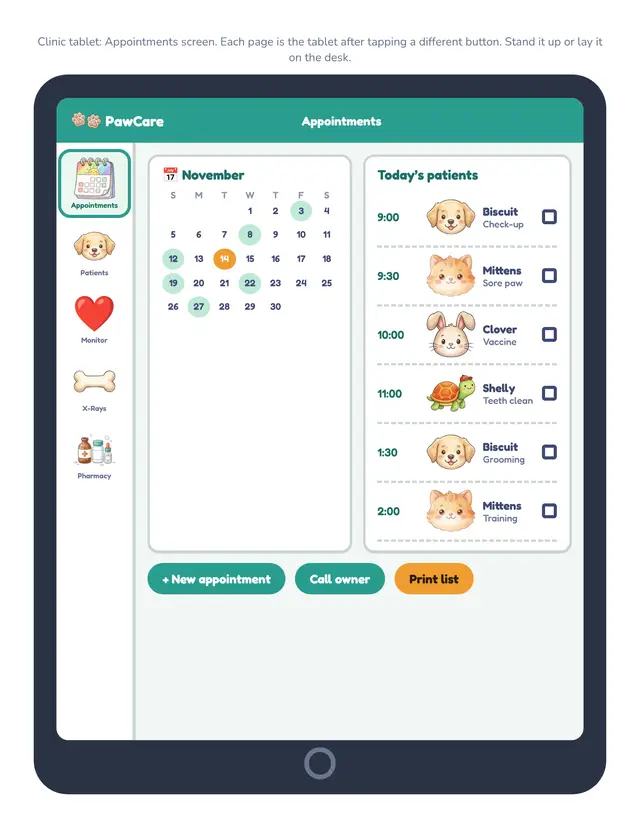 Clinic tablet: Appointments screen. Each page is the tablet after tapping a different button. Stand it up or lay it
on the desk.
PawCare
Appointments
Appointments
Patients
Monitor
X-Rays
Pharmacy
17 November
S M T W T F S
1 2 3 4
5 6 7 8 9 10 11
12 13 14 15 16 17 18
19 20 21 22 23 24 25
26 27 28 29 30
Today's patients
9:00 Biscuit
Check-up
9:30 Mittens
Sore paw
10:00 Clover
Vaccine
11:00 Shelly
Teeth clean
1:30 Biscuit
Grooming
2:00 Mittens
Training
+ New appointment
Call owner
Print list